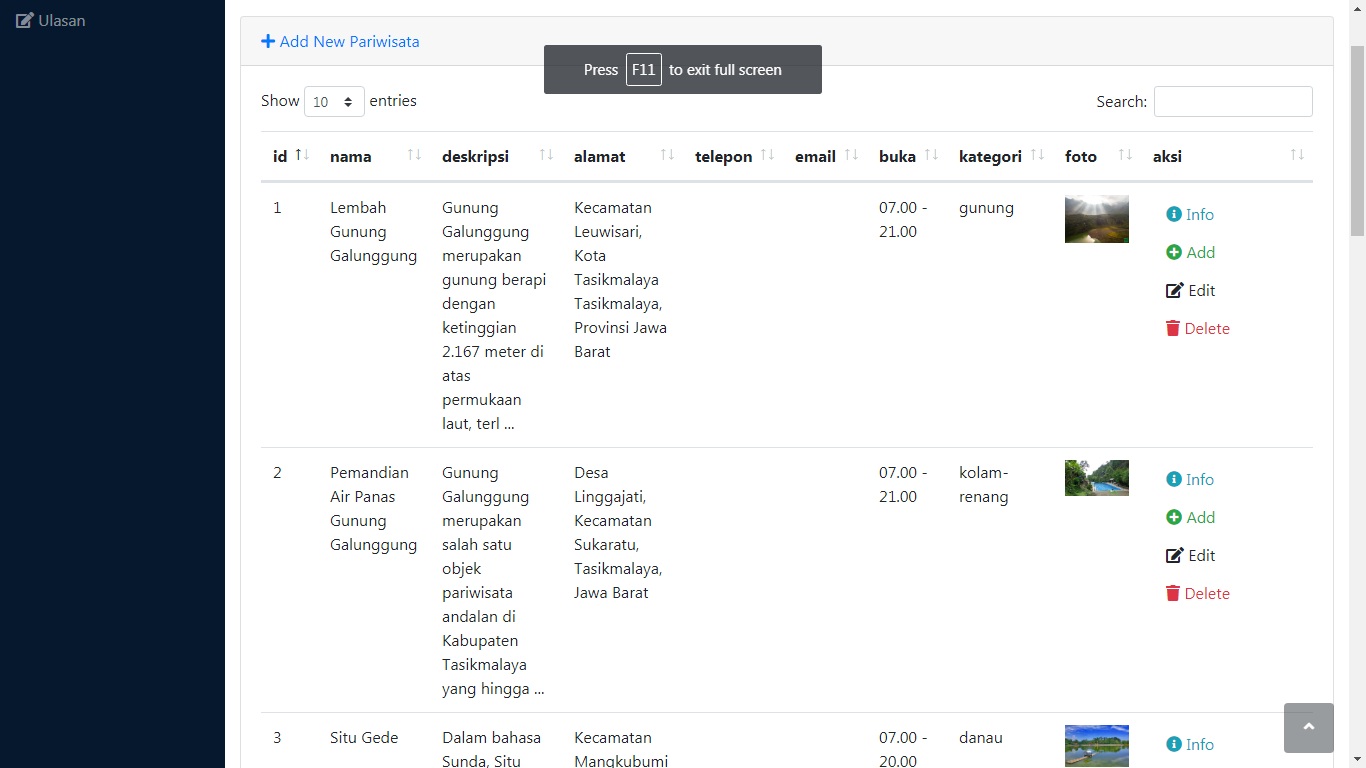 Ulasan
Add New Pariwisata
Press F11 to exit full screen
Show 10 entries
Search:
id nama deskripsi alamat telepon email buka kategori foto aksi
1
Lembah
Gunung
Galunggung
Gunung
Galunggung
merupakan
gunung berapi
dengan
ketinggian
2.167 meter di
atas
permukaan
laut, terl ...
Kecamatan
Leuwisari,
Kota
Tasikmalaya
Tasikmalaya,
Provinsi Jawa
Barat
07.00 -
21.00
gunung
Info
Add
Edit
Delete
2
Pemandian
Air Panas
Gunung
Galunggung
Gunung
Galunggung
merupakan
salah satu
objek
pariwisata
andalan di
Kabupaten
Tasikmalaya
yang hingga ...
Desa
Linggajati,
Kecamatan
Sukaratu,
Tasikmalaya,
Jawa Barat
07.00 -
21.00
kolam-
renang
Info
Add
Edit
Delete
3
Situ Gede
Dalam bahasa
Sunda, Situ
Kecamatan
Mangkubumi
07.00 -
20.00
danau
Info